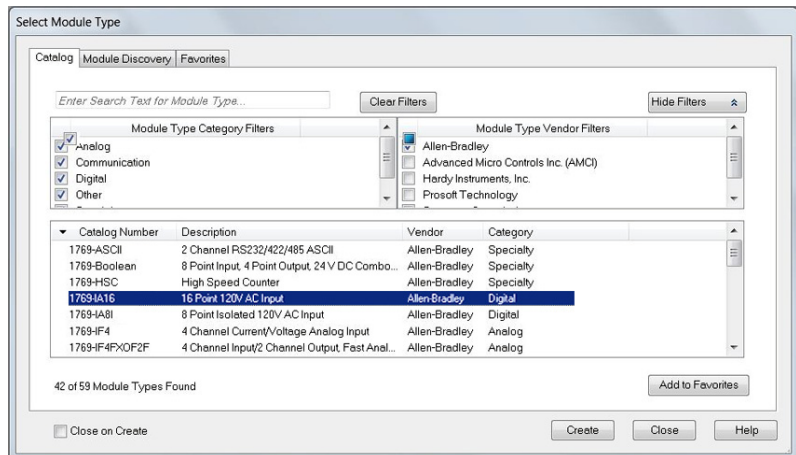 Select Module Type
Catalog Module Discovery Favorites
Enter Search Text for Module Type... Clear Filters Hide Filters
Module Type Category Filters Module Type Vendor Filters
Analog Allen-Bradley
Communication Advanced Micro Controls Inc. (AMCI)
Digital Hardy Instruments, Inc.
Other Prosoft Technology
Catalog Number Description Vendor Category
1769-ASCII 2 Channel RS232/422/485 ASCII Allen-Bradley Specialty
1769-Boolean 8 Point Input, 4 Point Output, 24 V DC Combo... Allen-Bradley Specialty
1769-HSC High Speed Counter Allen-Bradley Specialty
1769-IA16 16 Point 120V AC Input Allen-Bradley Digital
1769-IA8I 8 Point Isolated 120V AC Input Allen-Bradley Digital
1769-IF4 4 Channel Current/Voltage Analog Input Allen-Bradley Analog
1769-IF4FXOF2F 4 Channel Input/2 Channel Output, Fast Anal... Allen-Bradley Analog
42 of 59 Module Types Found Add to Favorites
Close on Create Create Close Help